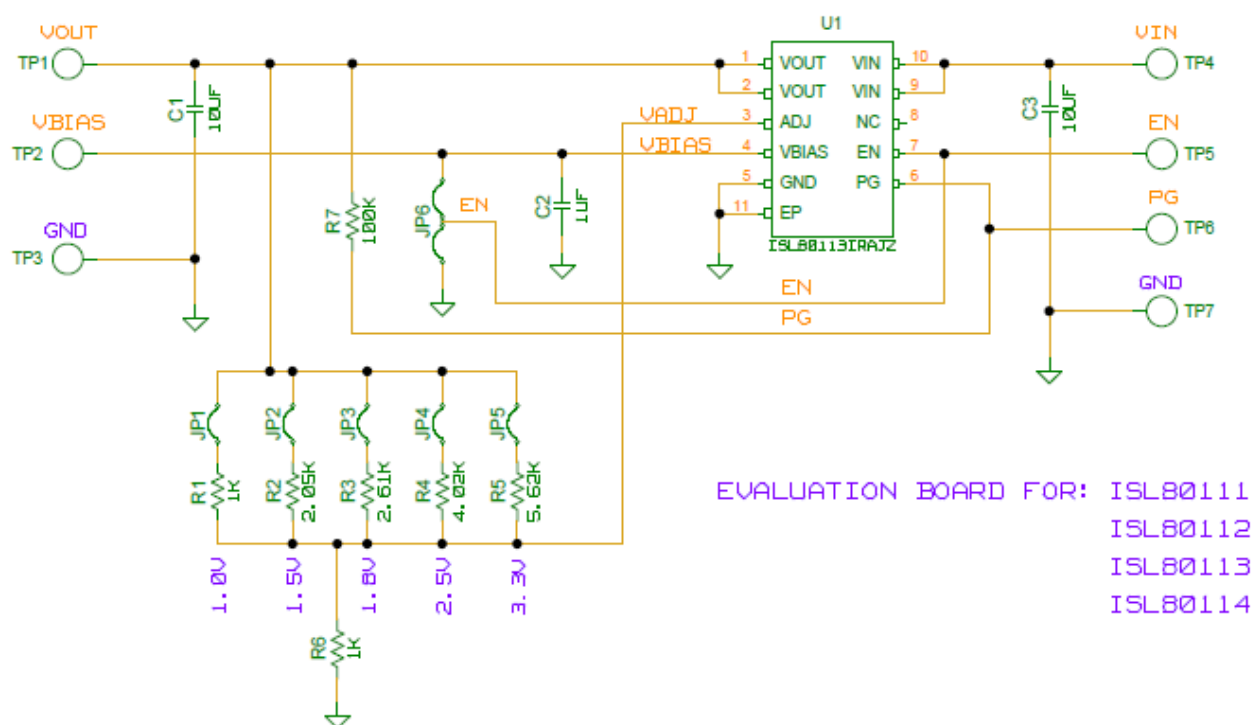 U1
VOUT
VIN
TP1
TP4
1 VOUT VIN 10
2 VOUT VIN 9
C1
10UF
C3
10UF
VADJ 3 ADJ NC 8
EN
VBIAS
TP2
VBIAS 4 VBIAS EN 7
TP5
5 GND PG 6
PG
R7
100K
JP6
EN
C2
1UF
11 EP
TP6
GND
TP3
ISL80113IRAJZ
EN
GND
PG
TP7
JP1
JP2
JP3
JP4
JP5
R1
1K
R2
2.05K
R3
2.61K
R4
4.02K
R5
5.62K
EVALUATION BOARD FOR: ISL80111
ISL80112
ISL80113
ISL80114
1.0V
1.5V
1.8V
2.5V
3.3V
R6
1K